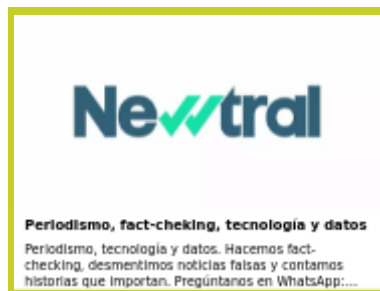 Newtral
Periodismo, fact-cheking, tecnología y datos
Periodismo, tecnología y datos. Hacemos fact-
checking, desmentimos noticias falsas y contamos
historias que importan. Pregúntanos en WhatsApp:....